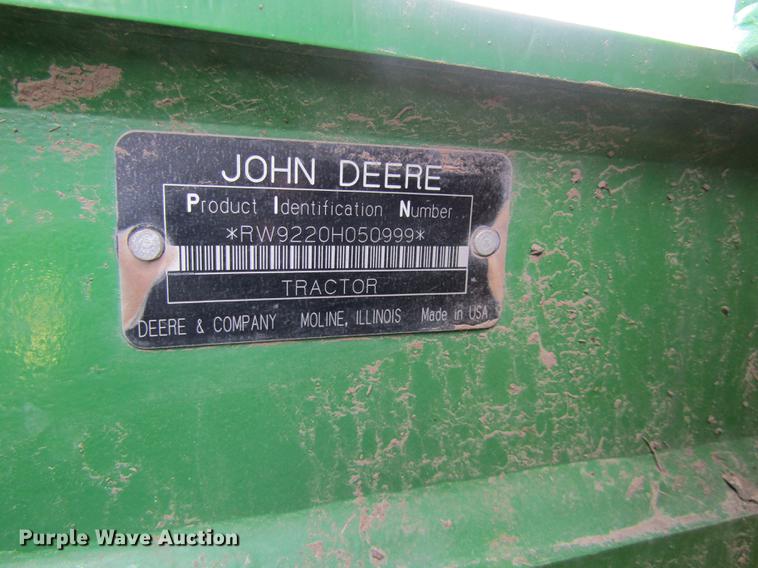 JOHN DEERE
Product Identification Number
*RW9220H050999*
TRACTOR
DEERE & COMPANY MOLINE, ILLINOIS Made in USA
Purple Wave Auction